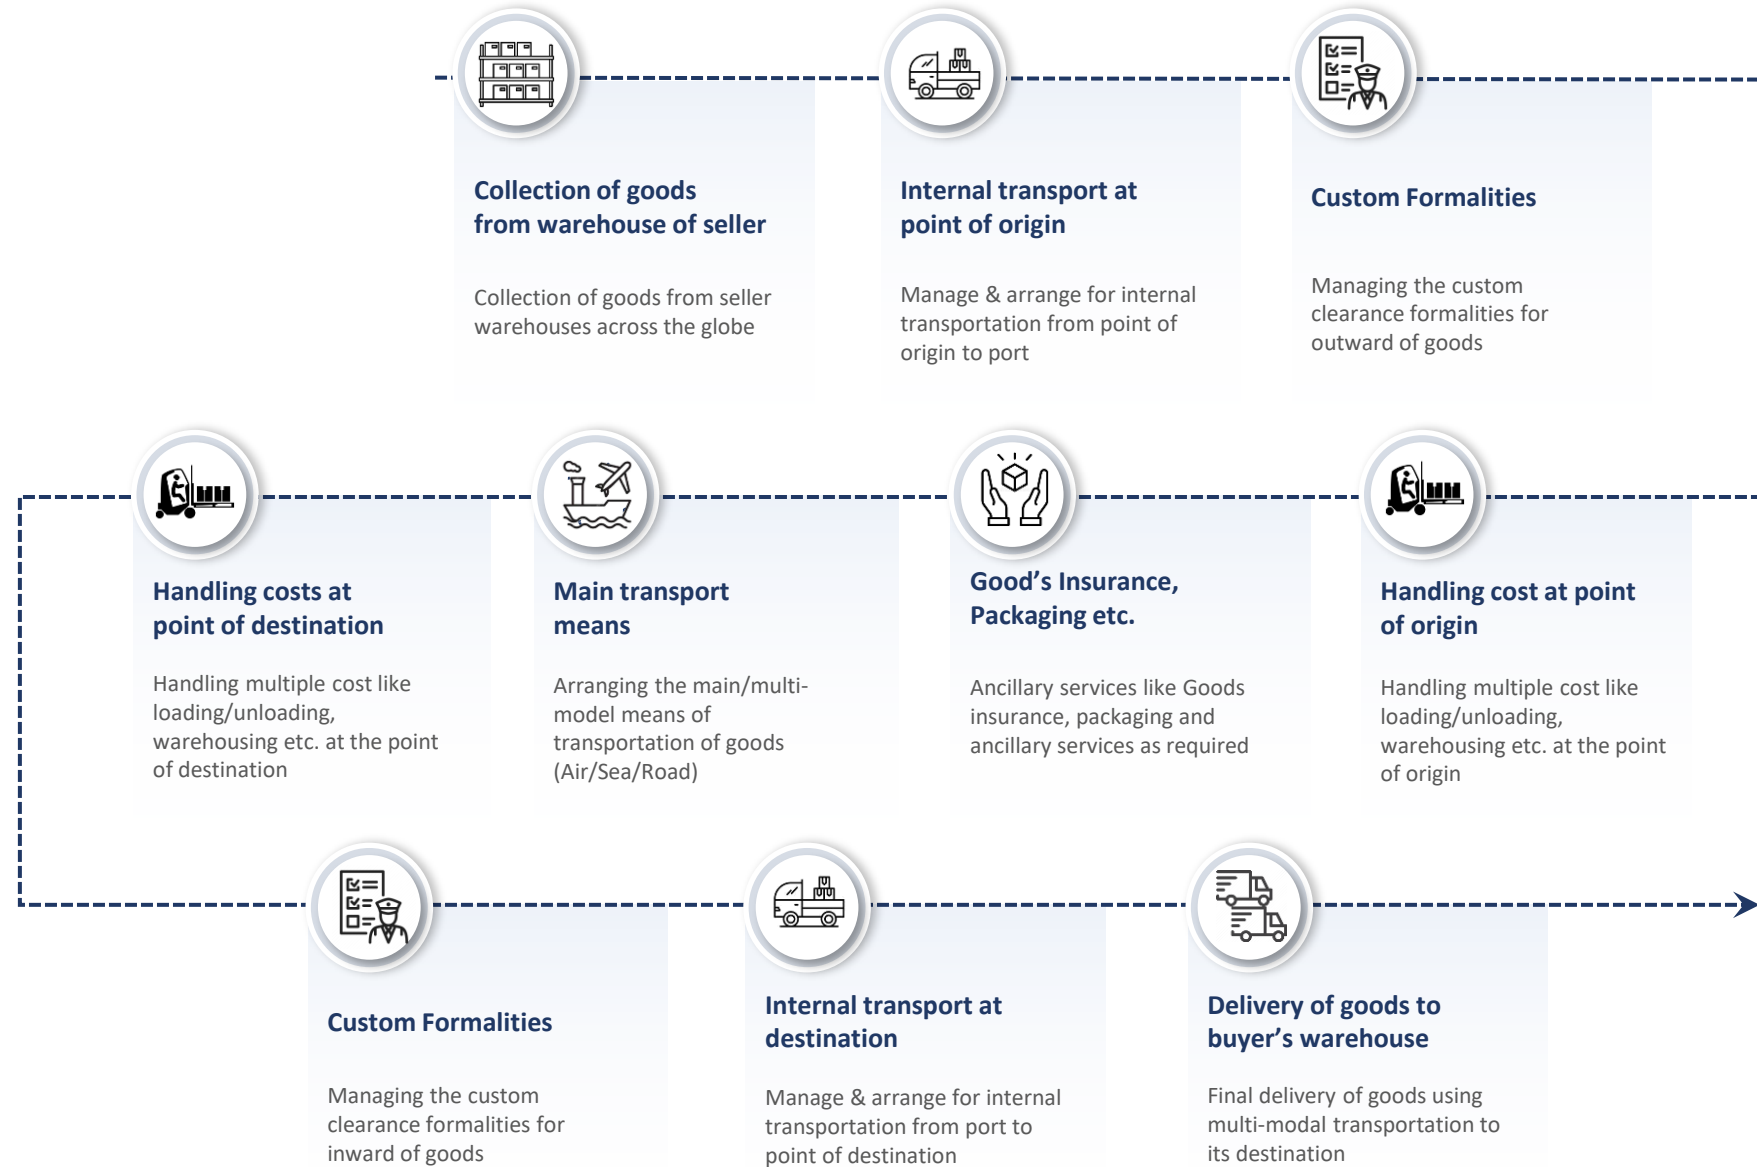 Collection of goods
from warehouse of seller
Collection of goods from seller
warehouses across the globe
Internal transport at
point of origin
Manage & arrange for internal
transportation from point of
origin to port
Custom Formalities
Managing the custom
clearance formalities for
outward of goods
Handling costs at
point of destination
Handling multiple cost like
loading/unloading,
warehousing etc. at the point
of destination
Main transport
means
Arranging the main/multi-
model means of
transportation of goods
(Air/Sea/Road)
Good’s Insurance,
Packaging etc.
Ancillary services like Goods
insurance, packaging and
ancillary services as required
Handling cost at point
of origin
Handling multiple cost like
loading/unloading,
warehousing etc. at the point
of origin
Custom Formalities
Managing the custom
clearance formalities for
inward of goods
Internal transport at
destination
Manage & arrange for internal
transportation from port to
point of destination
Delivery of goods to
buyer’s warehouse
Final delivery of goods using
multi-modal transportation to
its destination